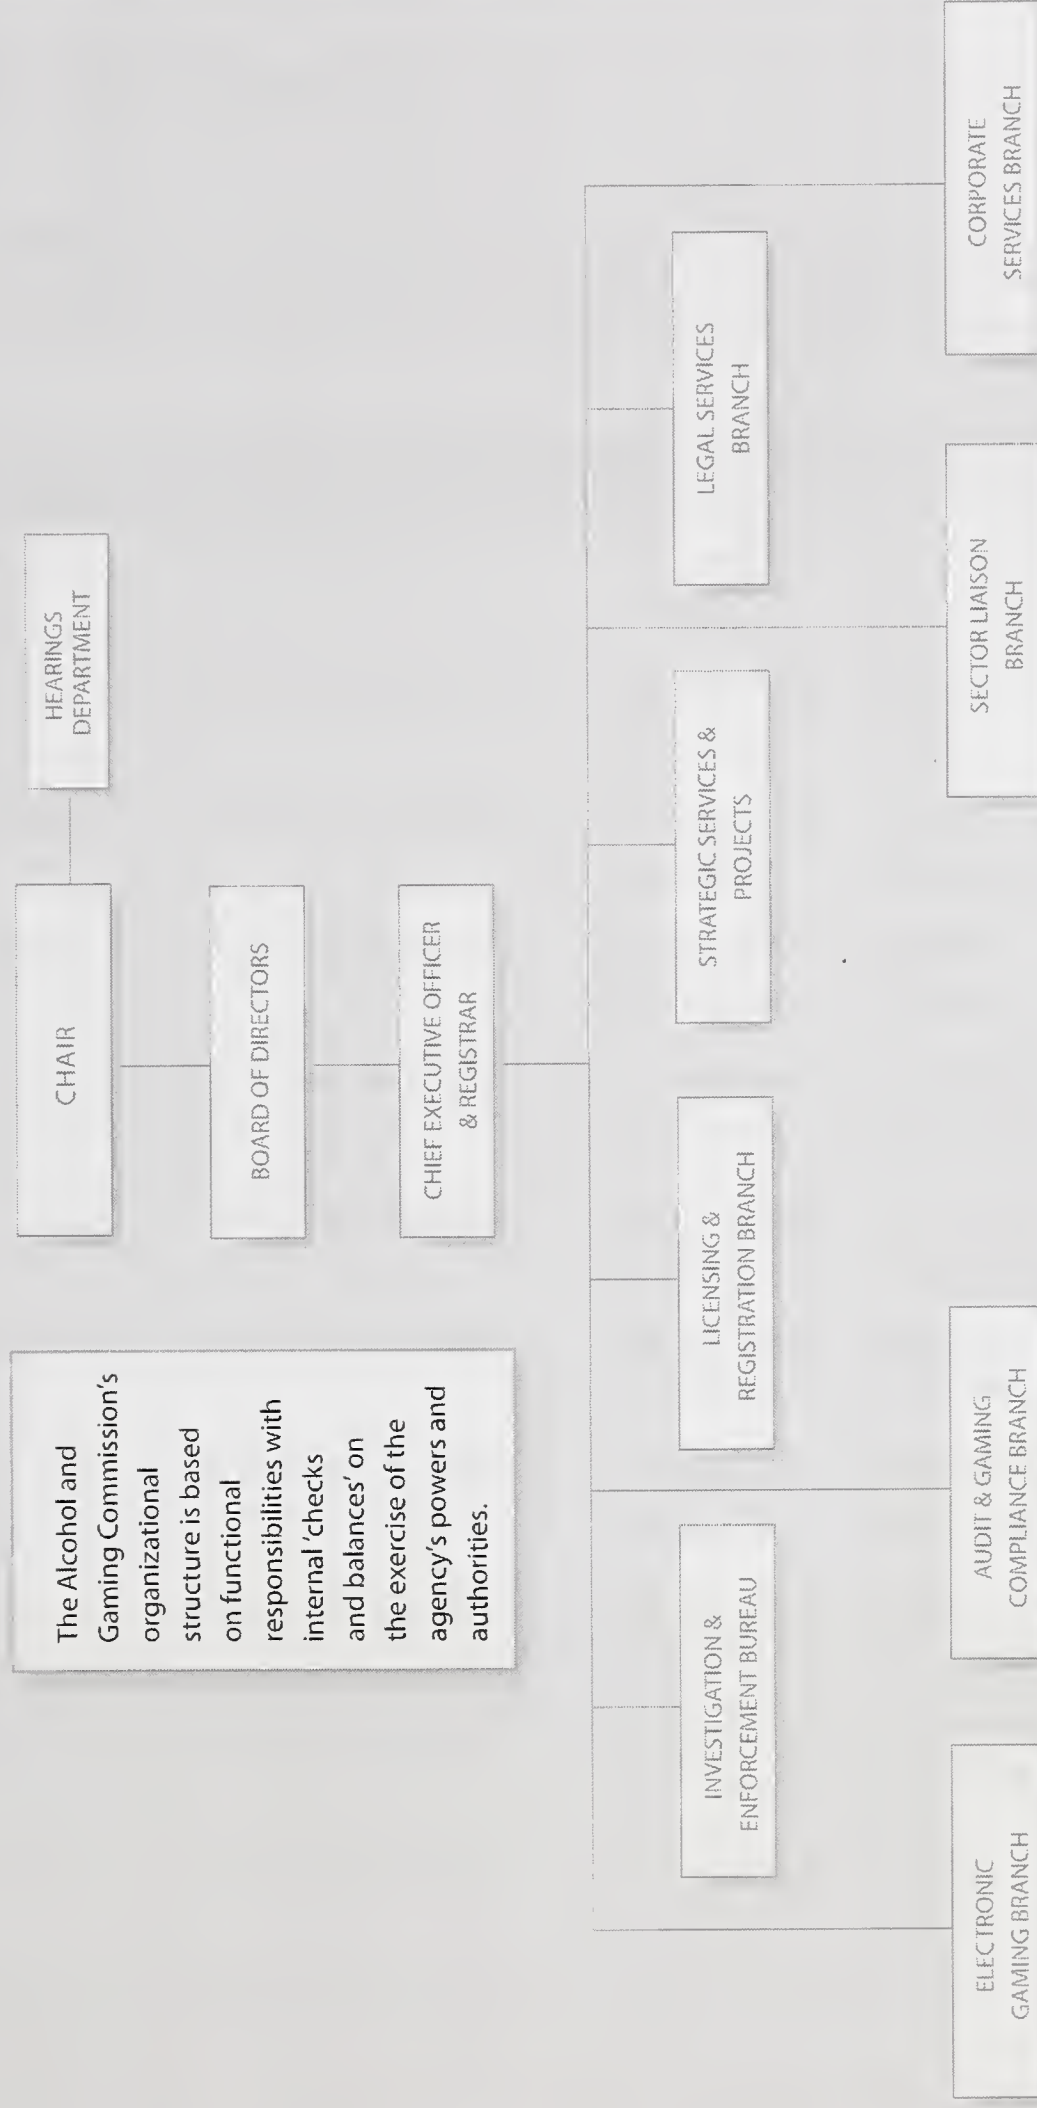 CHAIR
HEARINGS
DEPARTMENT
The Alcohol and
Gaming Commission's
organizational
structure is based
on functional
responsibilities with
internal 'checks
and balances' on
the exercise of the
agency's powers and
authorities.
BOARD OF DIRECTORS
CHIEF EXECUTIVE OFFICER
& REGISTRAR
INVESTIGATION &
ENFORCEMENT BUREAU
LICENSING &
REGISTRATION BRANCH
STRATEGIC SERVICES &
PROJECTS
LEGAL SERVICES
BRANCH
ELECTRONIC
GAMING BRANCH
AUDIT & GAMING
COMPLIANCE BRANCH
SECTOR LIAISON
BRANCH
CORPORATE
SERVICES BRANCH